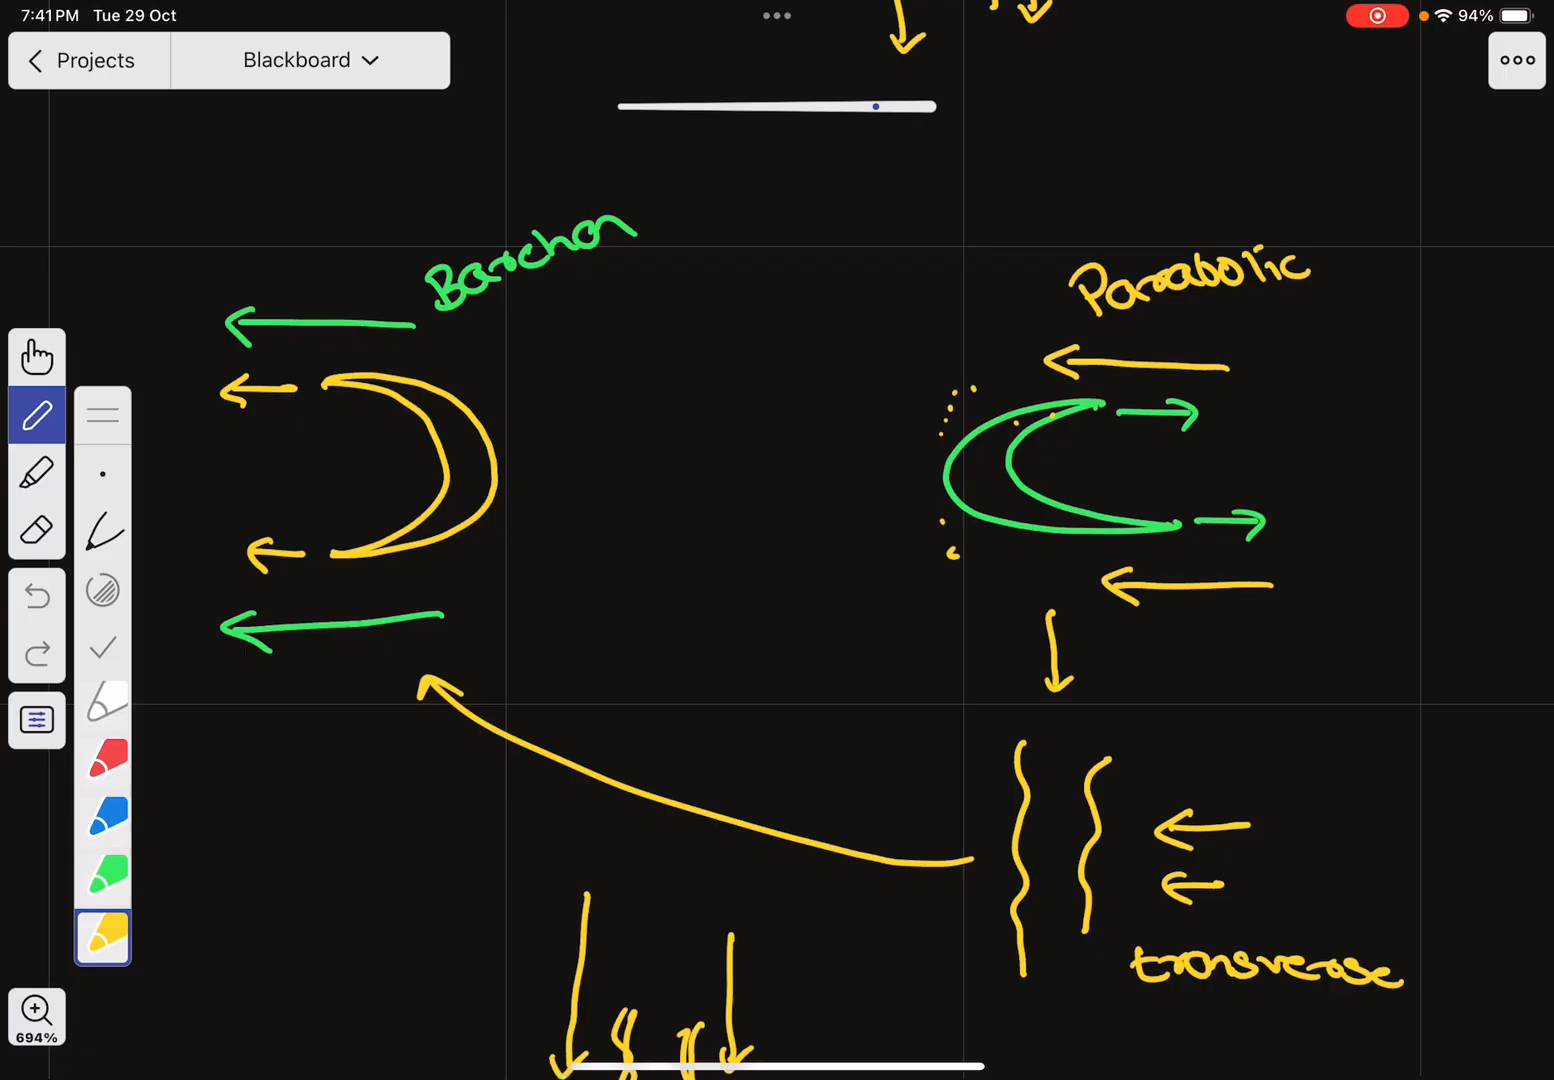 7:41 PM Tue 29 Oct
94%
Projects
Blackboard
Barchan
Parabolic
transverse
694%